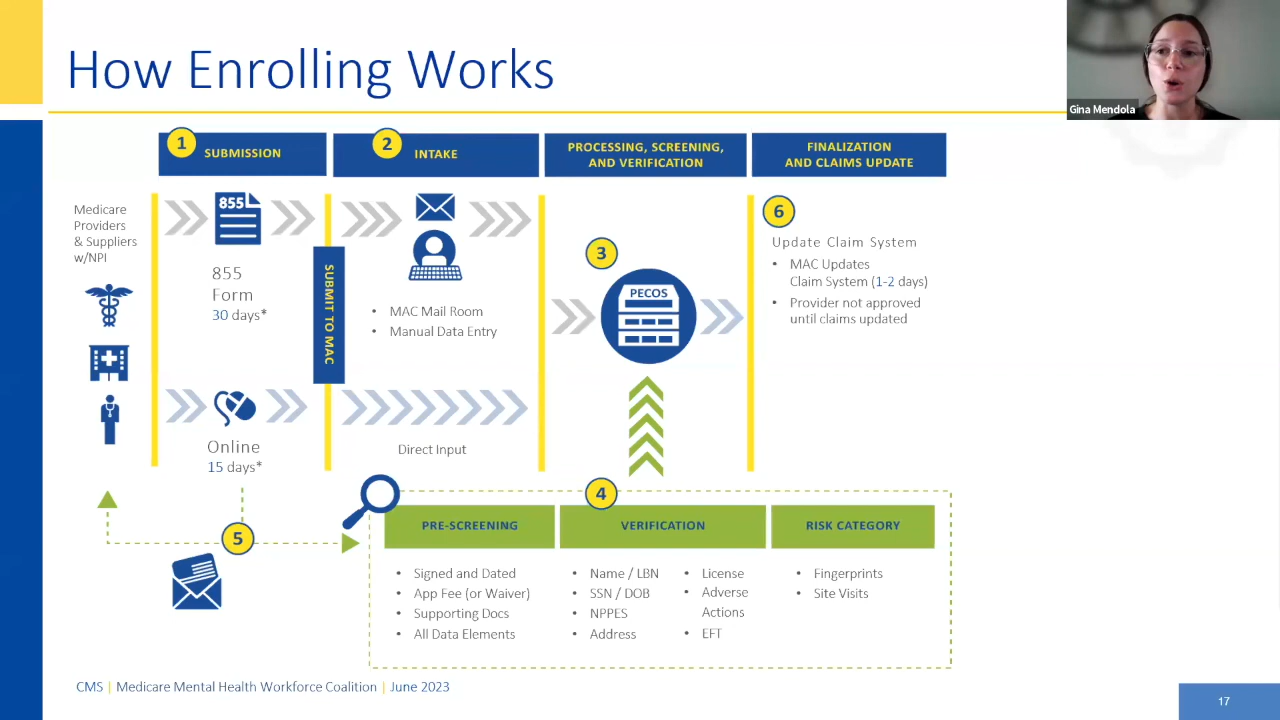 How Enrolling Works
Gina Mendola
1
SUBMISSION
2
INTAKE
PROCESSING, SCREENING,
AND VERIFICATION
FINALIZATION
AND CLAIMS UPDATE
Medicare
Providers
& Suppliers
w/NPI
855
855
Form
30 days*
SUBMIT TO MAC
MAC Mail Room
Manual Data Entry
3
PECOS
6
Update Claim System
• MAC Updates
Claim System (1-2 days)
• Provider not approved
until claims updated
Online
15 days*
Direct Input
4
5
PRE-SCREENING
• Signed and Dated
• App Fee (or Waiver)
• Supporting Docs
• All Data Elements
VERIFICATION
• Name / LBN
• SSN / DOB
• NPPES
• Address
• License
• Adverse
Actions
• EFT
RISK CATEGORY
• Fingerprints
• Site Visits
CMS | Medicare Mental Health Workforce Coalition | June 2023
17